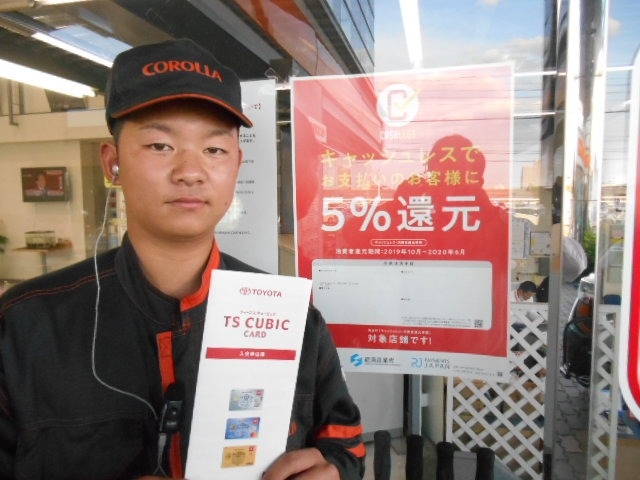 COROLLA
TOYOTA
TS CUBIC
CARD
入会申込書
CASHLESS
キャッシュレスで
お支払いのお客様に
5%還元
消費者還元期間:2019年10月~2020年6月
対象店舗です!
経済産業省
PAYMENTS
JAPAN